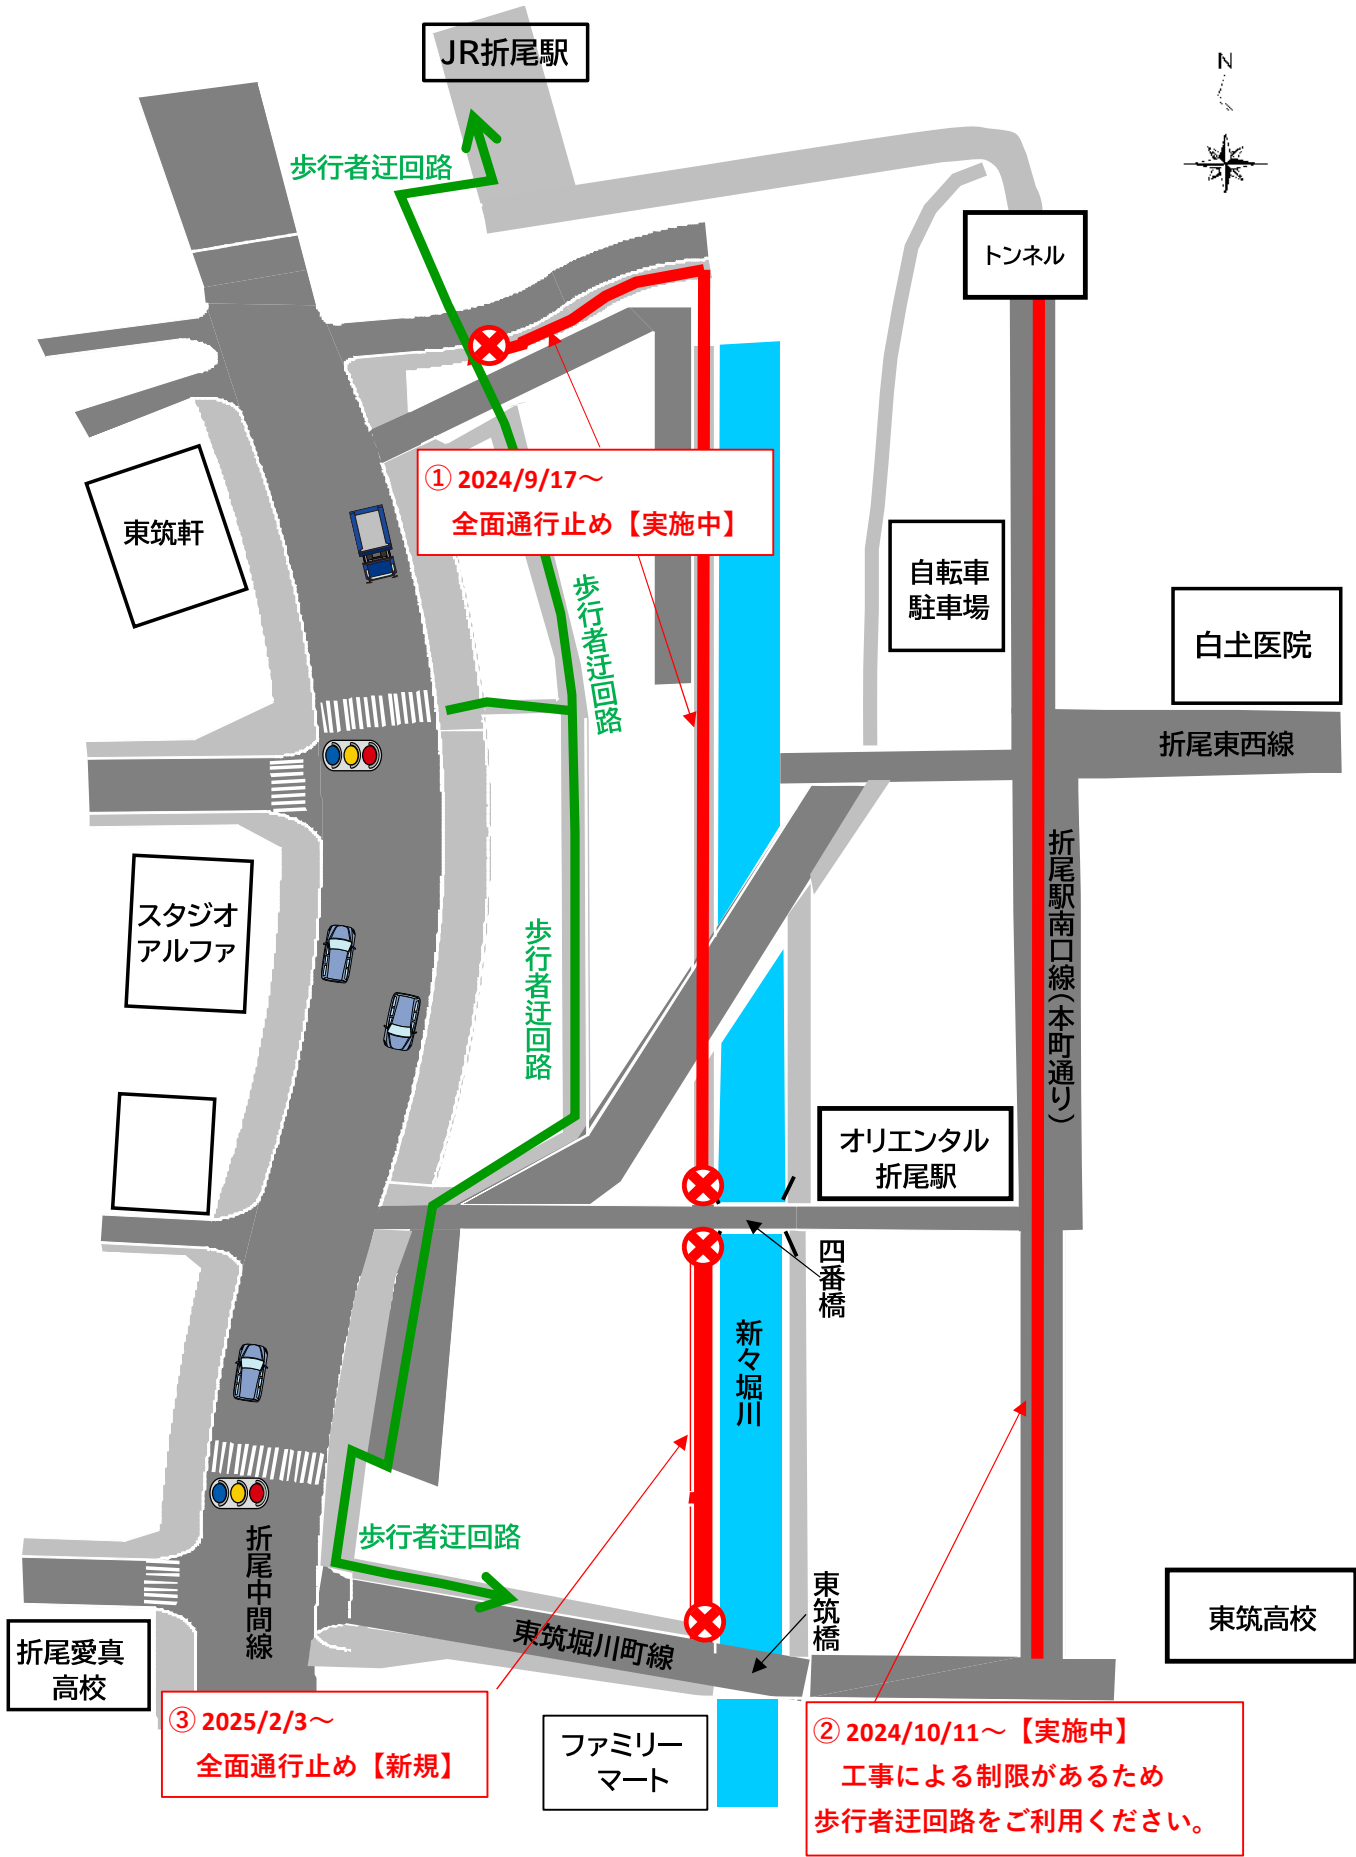 JR折尾駅
N
歩行者迂回路
トンネル
① 2024/9/17～
全面通行止め【実施中】
東筑軒
自転車
駐車場
歩行者迂回路
白土医院
折尾東西線
折尾駅南口線(本町通り)
スタジオ
アルファ
歩行者迂回路
オリエンタル
折尾駅
四番橋
新々堀川
歩行者迂回路
折尾中間線
東筑橋
東筑堀川町線
東筑高校
折尾愛真
高校
③ 2025/2/3～
全面通行止め【新規】
ファミリー
マート
② 2024/10/11～【実施中】
工事による制限があるため
歩行者迂回路をご利用ください。